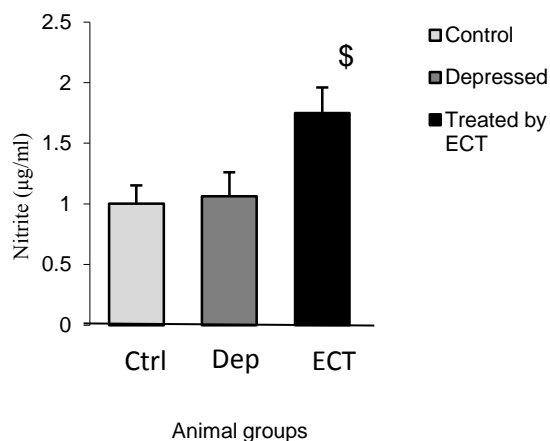 2.5
2
1.5
1
0.5
0
Nitrite (µg/ml)
$
Ctrl Dep ECT
Animal groups
Control
Depressed
Treated by
ECT